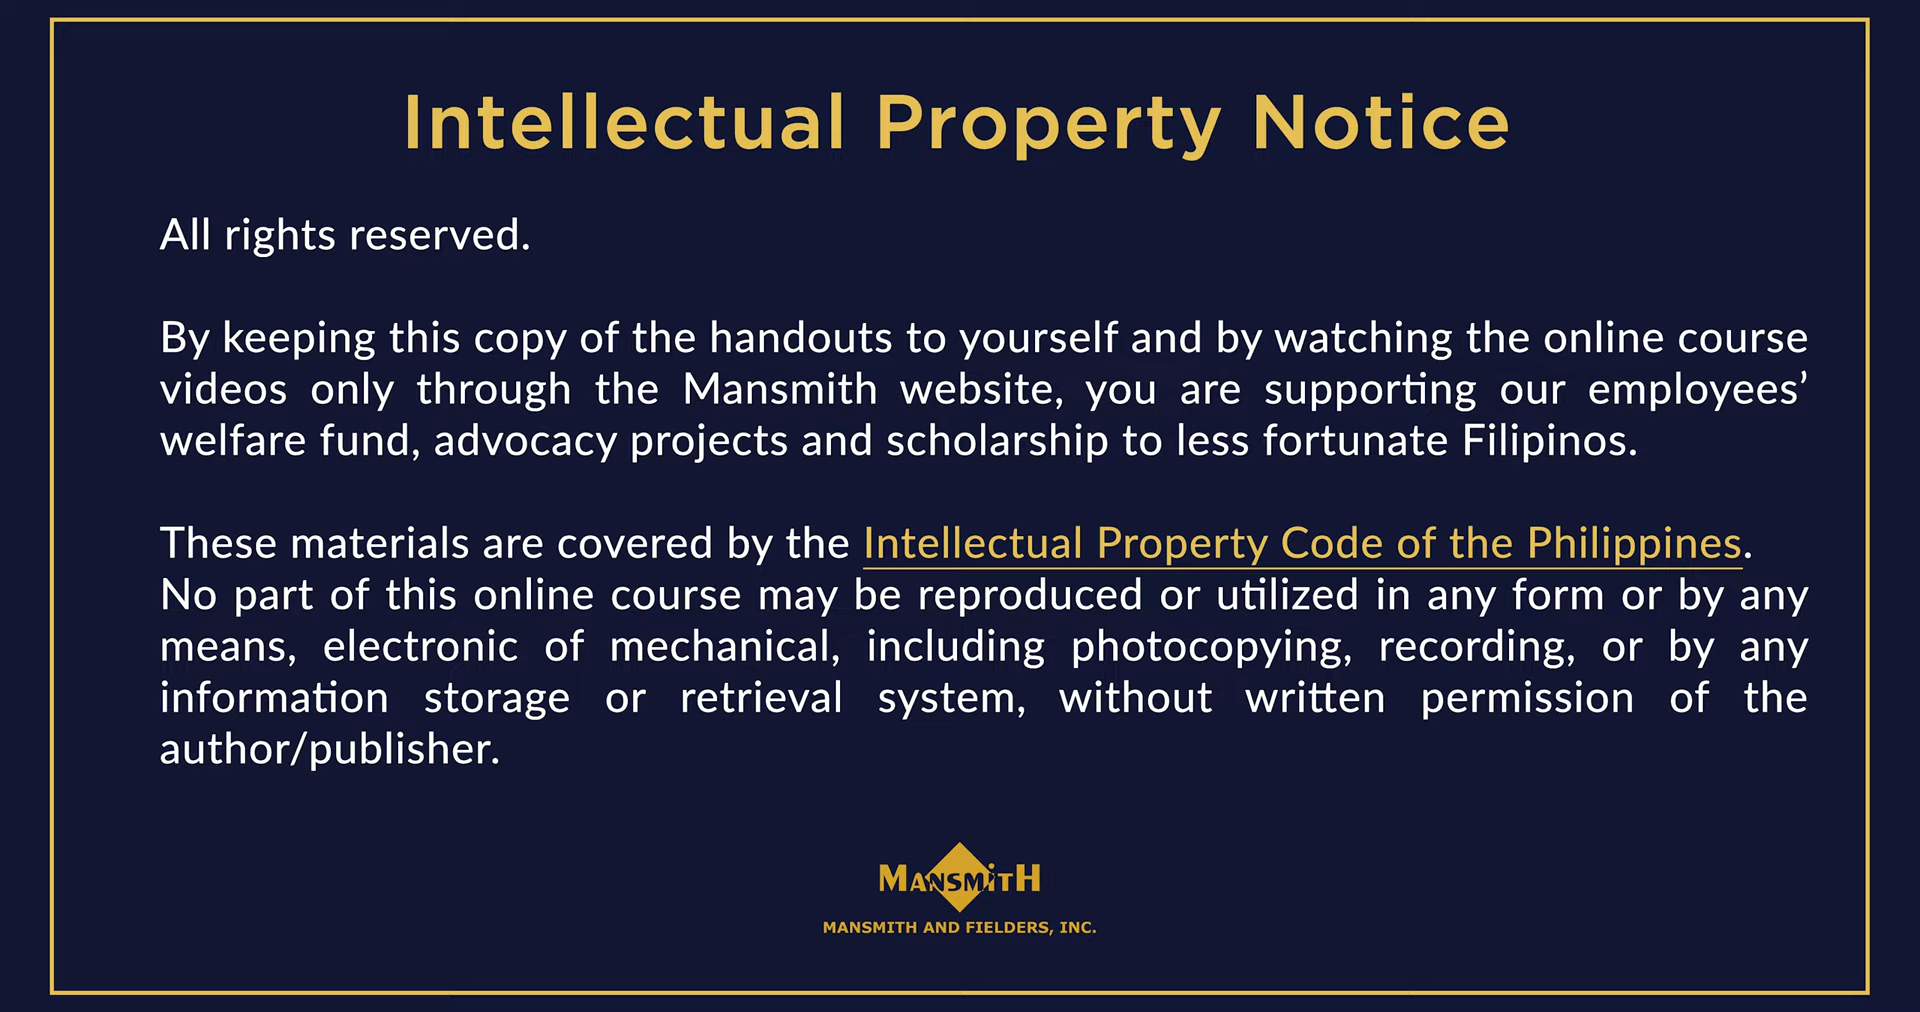 Intellectual Property Notice
All rights reserved.
By keeping this copy of the handouts to yourself and by watching the online course
videos only through the Mansmith website, you are supporting our employees’
welfare fund, advocacy projects and scholarship to less fortunate Filipinos.
These materials are covered by the Intellectual Property Code of the Philippines.
No part of this online course may be reproduced or utilized in any form or by any
means, electronic of mechanical, including photocopying, recording, or by any
information storage or retrieval system, without written permission of the
author/publisher.
MANSMiTH
MANSMITH AND FIELDERS, INC.